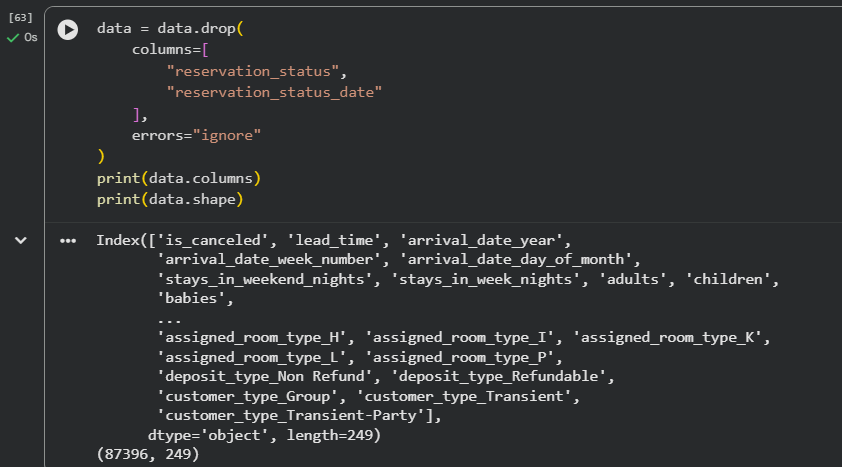 [63]
0s
data = data.drop(
    columns=[
        "reservation_status",
        "reservation_status_date"
    ],
    errors="ignore"
)
print(data.columns)
print(data.shape)
Index(['is_canceled', 'lead_time', 'arrival_date_year',
       'arrival_date_week_number', 'arrival_date_day_of_month',
       'stays_in_weekend_nights', 'stays_in_week_nights', 'adults', 'children',
       'babies',
       ...
       'assigned_room_type_H', 'assigned_room_type_I', 'assigned_room_type_K',
       'assigned_room_type_L', 'assigned_room_type_P',
       'deposit_type_Non Refund', 'deposit_type_Refundable',
       'customer_type_Group', 'customer_type_Transient',
       'customer_type_Transient-Party'],
      dtype='object', length=249)
(87396, 249)